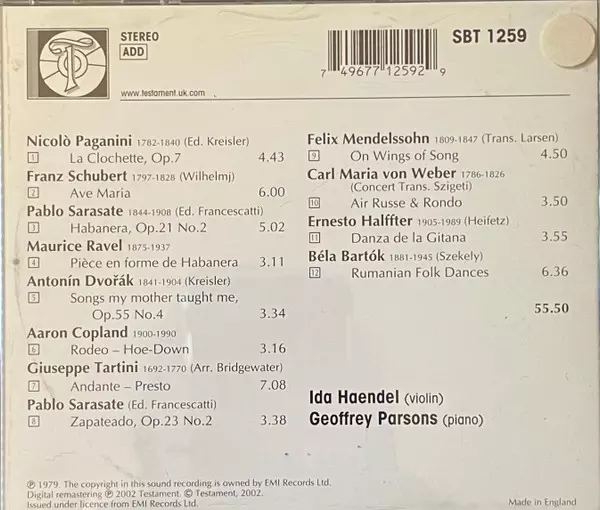 STEREO
ADD
www.testament.uk.com
SBT 1259
7 49677 12592 9
Nicolò Paganini 1782-1840 (Ed. Kreisler)
1 La Clochette, Op.7 4.43
Franz Schubert 1797-1828 (Wilhelmj)
2 Ave Maria 6.00
Pablo Sarasate 1844-1908 (Ed. Francescatti)
3 Habanera, Op.21 No.2 5.02
Maurice Ravel 1875-1937
4 Pièce en forme de Habanera 3.11
Antonín Dvořák 1841-1904 (Kreisler)
5 Songs my mother taught me,
Op.55 No.4 3.34
Aaron Copland 1900-1990
6 Rodeo – Hoe-Down 3.16
Giuseppe Tartini 1692-1770 (Arr. Bridgewater)
7 Andante – Presto 7.08
Pablo Sarasate (Ed. Francescatti)
8 Zapateado, Op.23 No.2 3.38
Felix Mendelssohn 1809-1847 (Trans. Larsen)
9 On Wings of Song 4.50
Carl Maria von Weber 1786-1826
(Concert Trans. Szigeti)
10 Air Russe & Rondo 3.50
Ernesto Halffter 1905-1989 (Heifetz)
11 Danza de la Gitana 3.55
Béla Bartók 1881-1945 (Szekely)
12 Rumanian Folk Dances 6.36
55.50
Ida Haendel (violin)
Geoffrey Parsons (piano)
℗ 1979. The copyright in this sound recording is owned by EMI Records Ltd.
Digital remastering ℗ 2002 Testament. © Testament, 2002.
Issued under licence from EMI Records Ltd.
Made in England